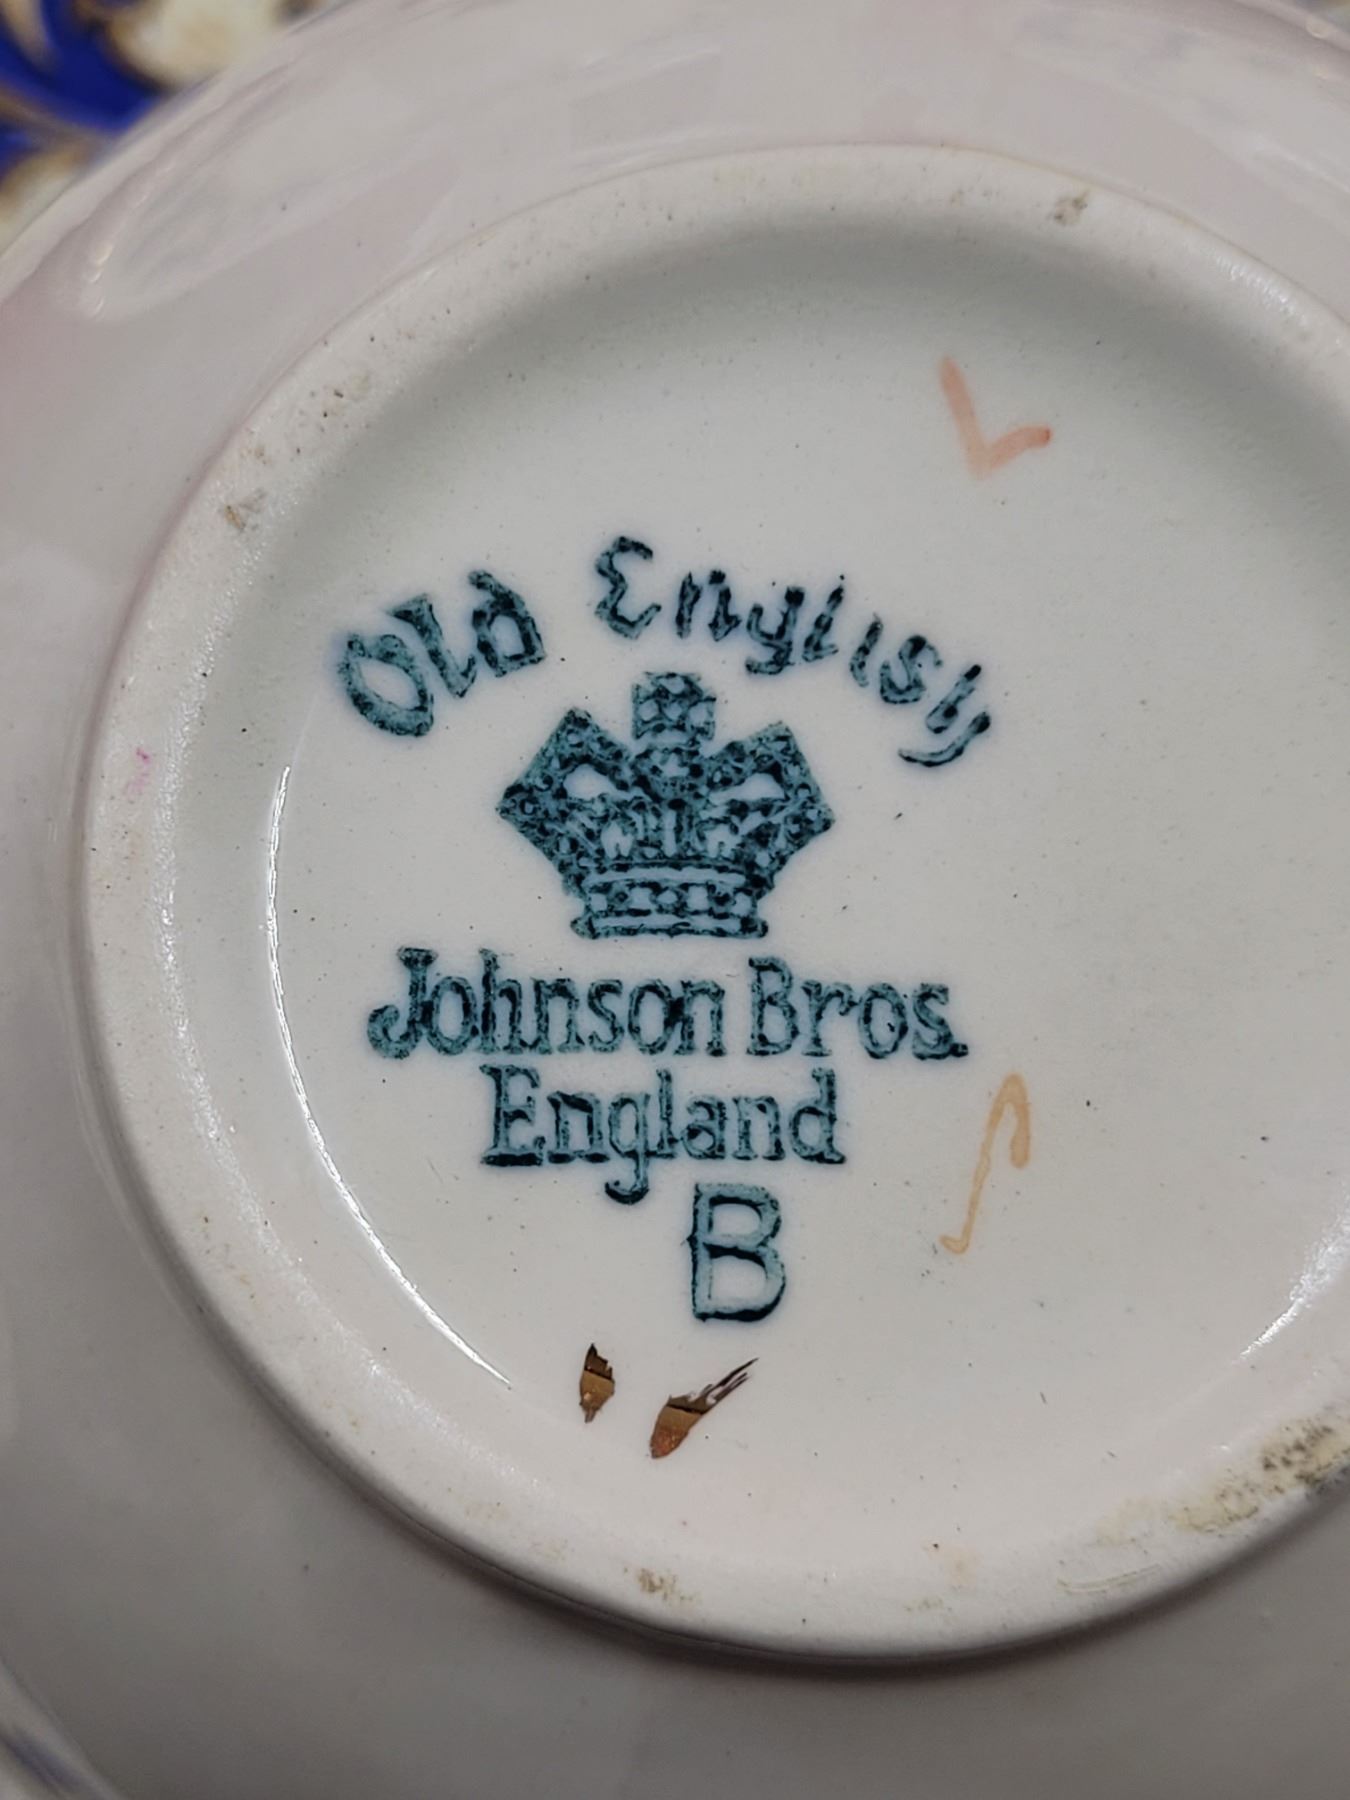 Old English
Johnson Bros.
England
B